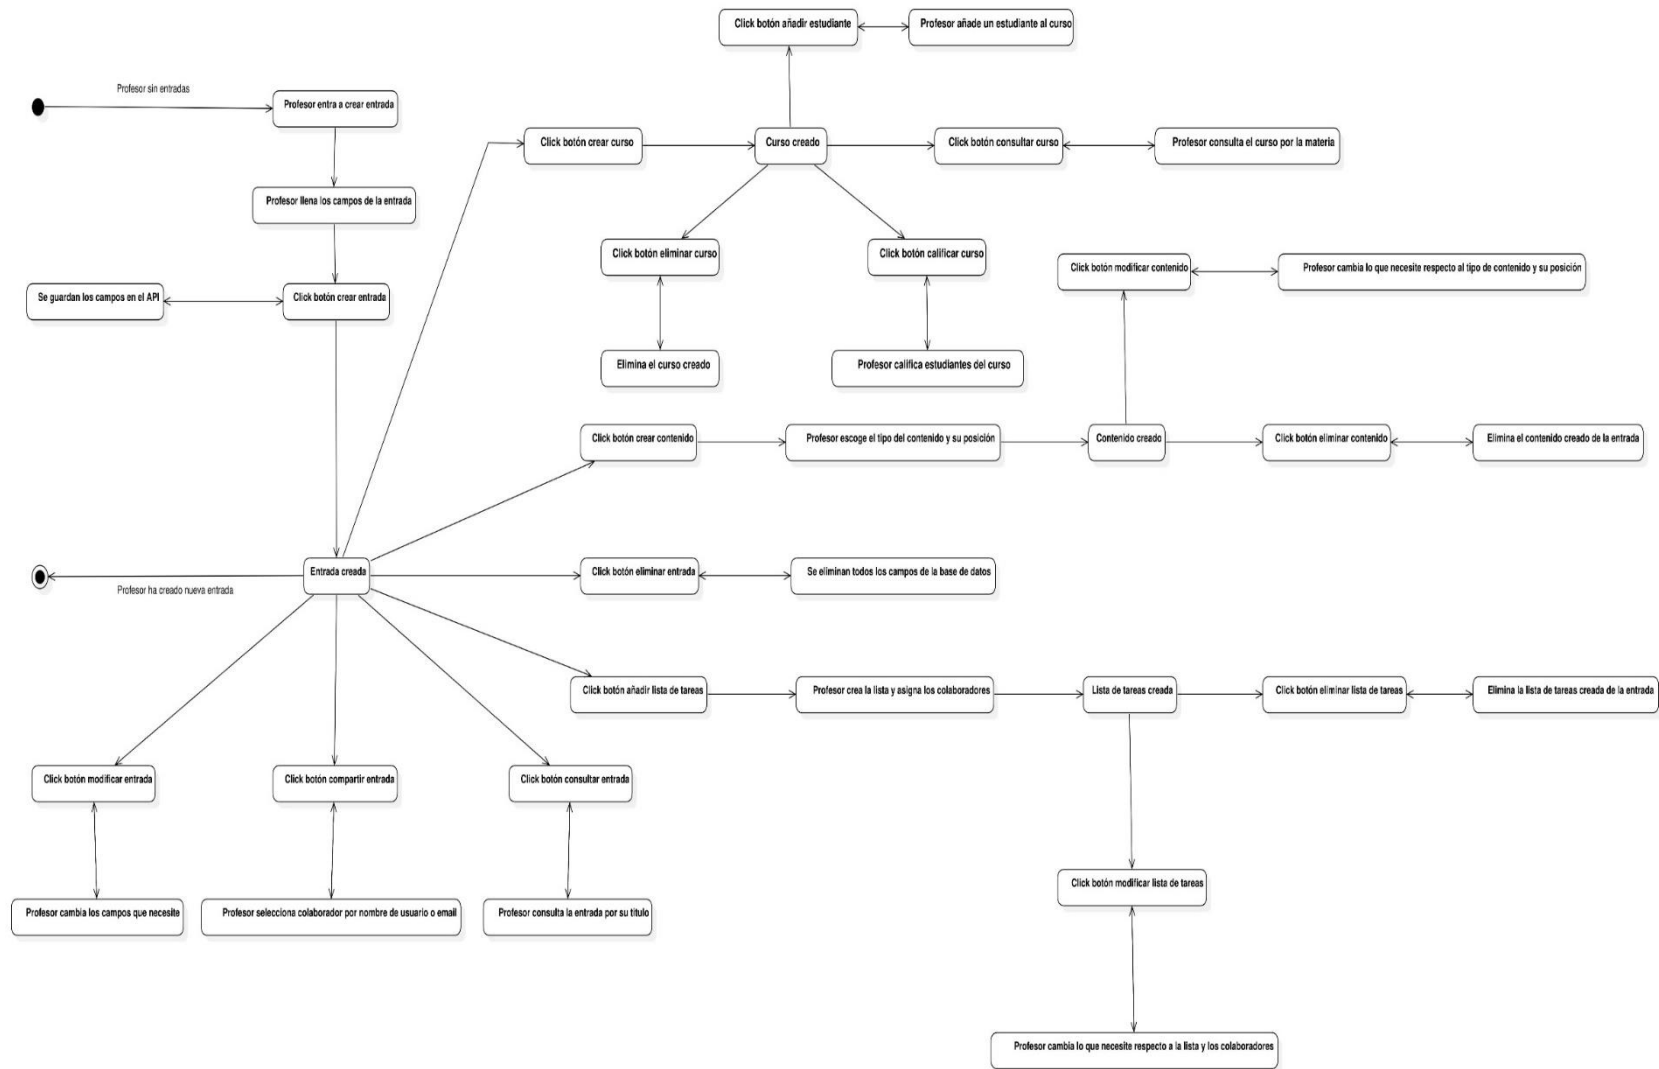 Click botón añadir estudiante
Profesor añade un estudiante al curso
Profesor sin entradas
Profesor entra a crear entrada
Click botón crear curso
Curso creado
Click botón consultar curso
Profesor consulta el curso por la materia
Profesor llena los campos de la entrada
Click botón eliminar curso
Click botón calificar curso
Click botón modificar contenido
Profesor cambia lo que necesite respecto al tipo de contenido y su posición
Se guardan los campos en el API
Click botón crear entrada
Elimina el curso creado
Profesor califica estudiantes del curso
Click botón crear contenido
Profesor escoge el tipo del contenido y su posición
Contenido creado
Click botón eliminar contenido
Elimina el contenido creado de la entrada
Entrada creada
Click botón eliminar entrada
Se eliminan todos los campos de la base de datos
Profesor ha creado nueva entrada
Click botón añadir lista de tareas
Profesor crea la lista y asigna los colaboradores
Lista de tareas creada
Click botón eliminar lista de tareas
Elimina la lista de tareas creada de la entrada
Click botón modificar entrada
Click botón compartir entrada
Click botón consultar entrada
Click botón modificar lista de tareas
Profesor cambia los campos que necesite
Profesor selecciona colaborador por nombre de usuario o email
Profesor consulta la entrada por su título
Profesor cambia lo que necesite respecto a la lista y los colaboradores